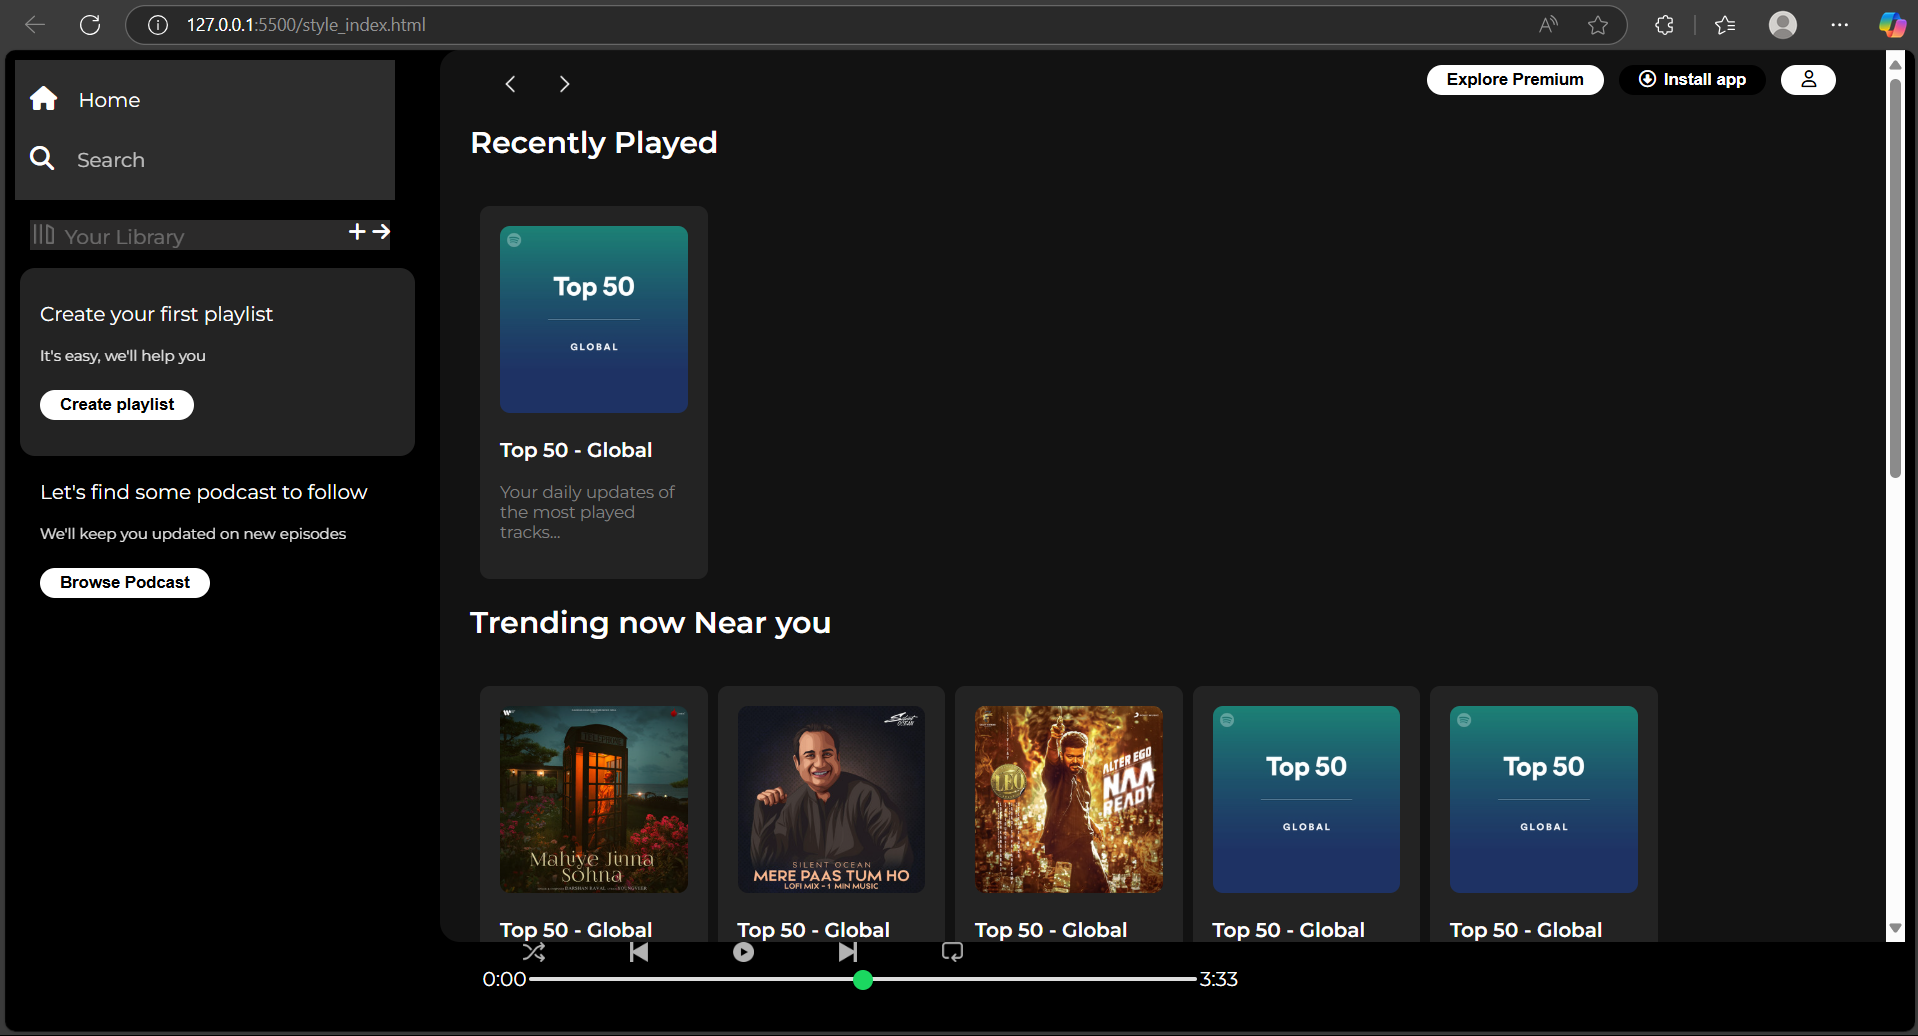 127.0.0.1:5500/style_index.html
Home
Search
Your Library
Create your first playlist
It's easy, we'll help you
Create playlist
Let's find some podcast to follow
We'll keep you updated on new episodes
Browse Podcast
Explore Premium
Install app
Recently Played
Top 50
GLOBAL
Top 50 - Global
Your daily updates of
the most played
tracks...
Trending now Near you
Mahiye Jinna
Sohna
Top 50 - Global
SILENT OCEAN
MERE PAAS TUM HO
LOFI MIX - 1 MIN MUSIC
Top 50 - Global
LEO
ALTER EGO
NAA
READY
Top 50 - Global
Top 50
GLOBAL
Top 50 - Global
Top 50
GLOBAL
Top 50 - Global
0:00
3:33